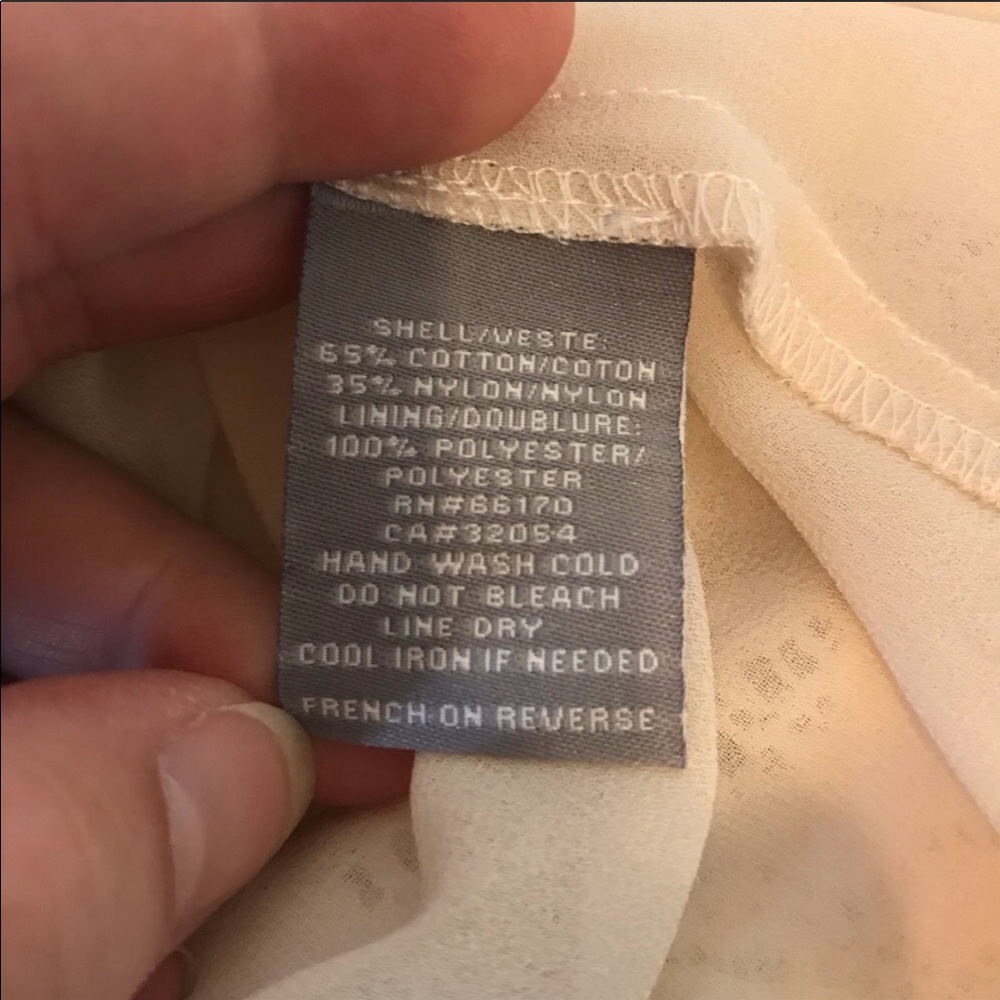 SHELL/VESTE:
65% COTTON/COTON
35% NYLON/NYLON
LINING/DOUBLURE:
100% POLYESTER/
POLYESTER
RN#66170
CA#32054
HAND WASH COLD
DO NOT BLEACH
LINE DRY
COOL IRON IF NEEDED
FRENCH ON REVERSE